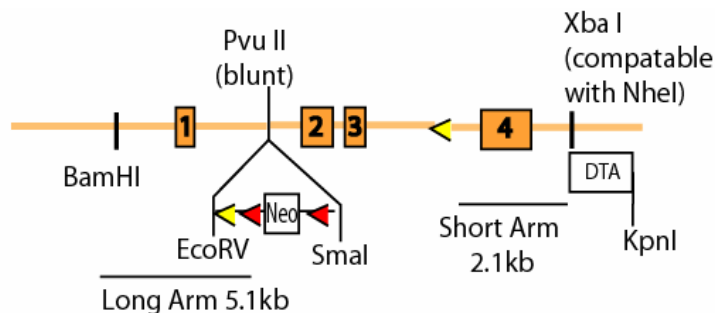 Pvu II
(blunt)
Xba I
(compatable
with NheI)
1
2
3
4
BamHI
DTA
Neo
EcoRV
SmaI
Short Arm
2.1kb
KpnI
Long Arm 5.1kb